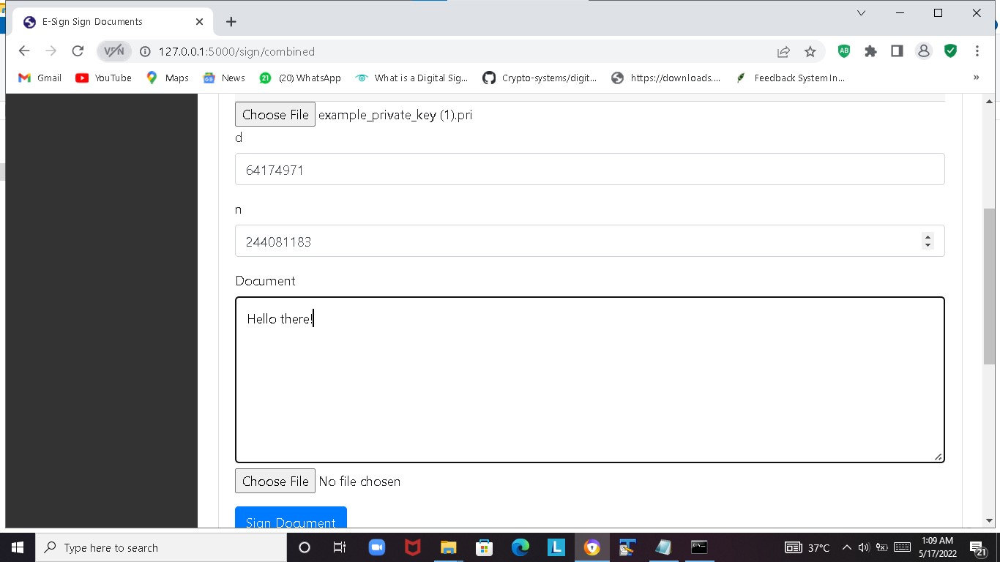 E-Sign Sign Documents
VPN
127.0.0.1:5000/sign/combined
AB
Gmail
YouTube
Maps
News
21
(20) WhatsApp
What is a Digital Sig...
Crypto-systems/digit...
https://downloads....
Feedback System In...
»
Choose File example_private_key (1).pri
d
64174971
n
244081183
Document
Hello there!
Choose File No file chosen
Sign Document
Type here to search
L
37°C
1:09 AM
5/17/2022
21